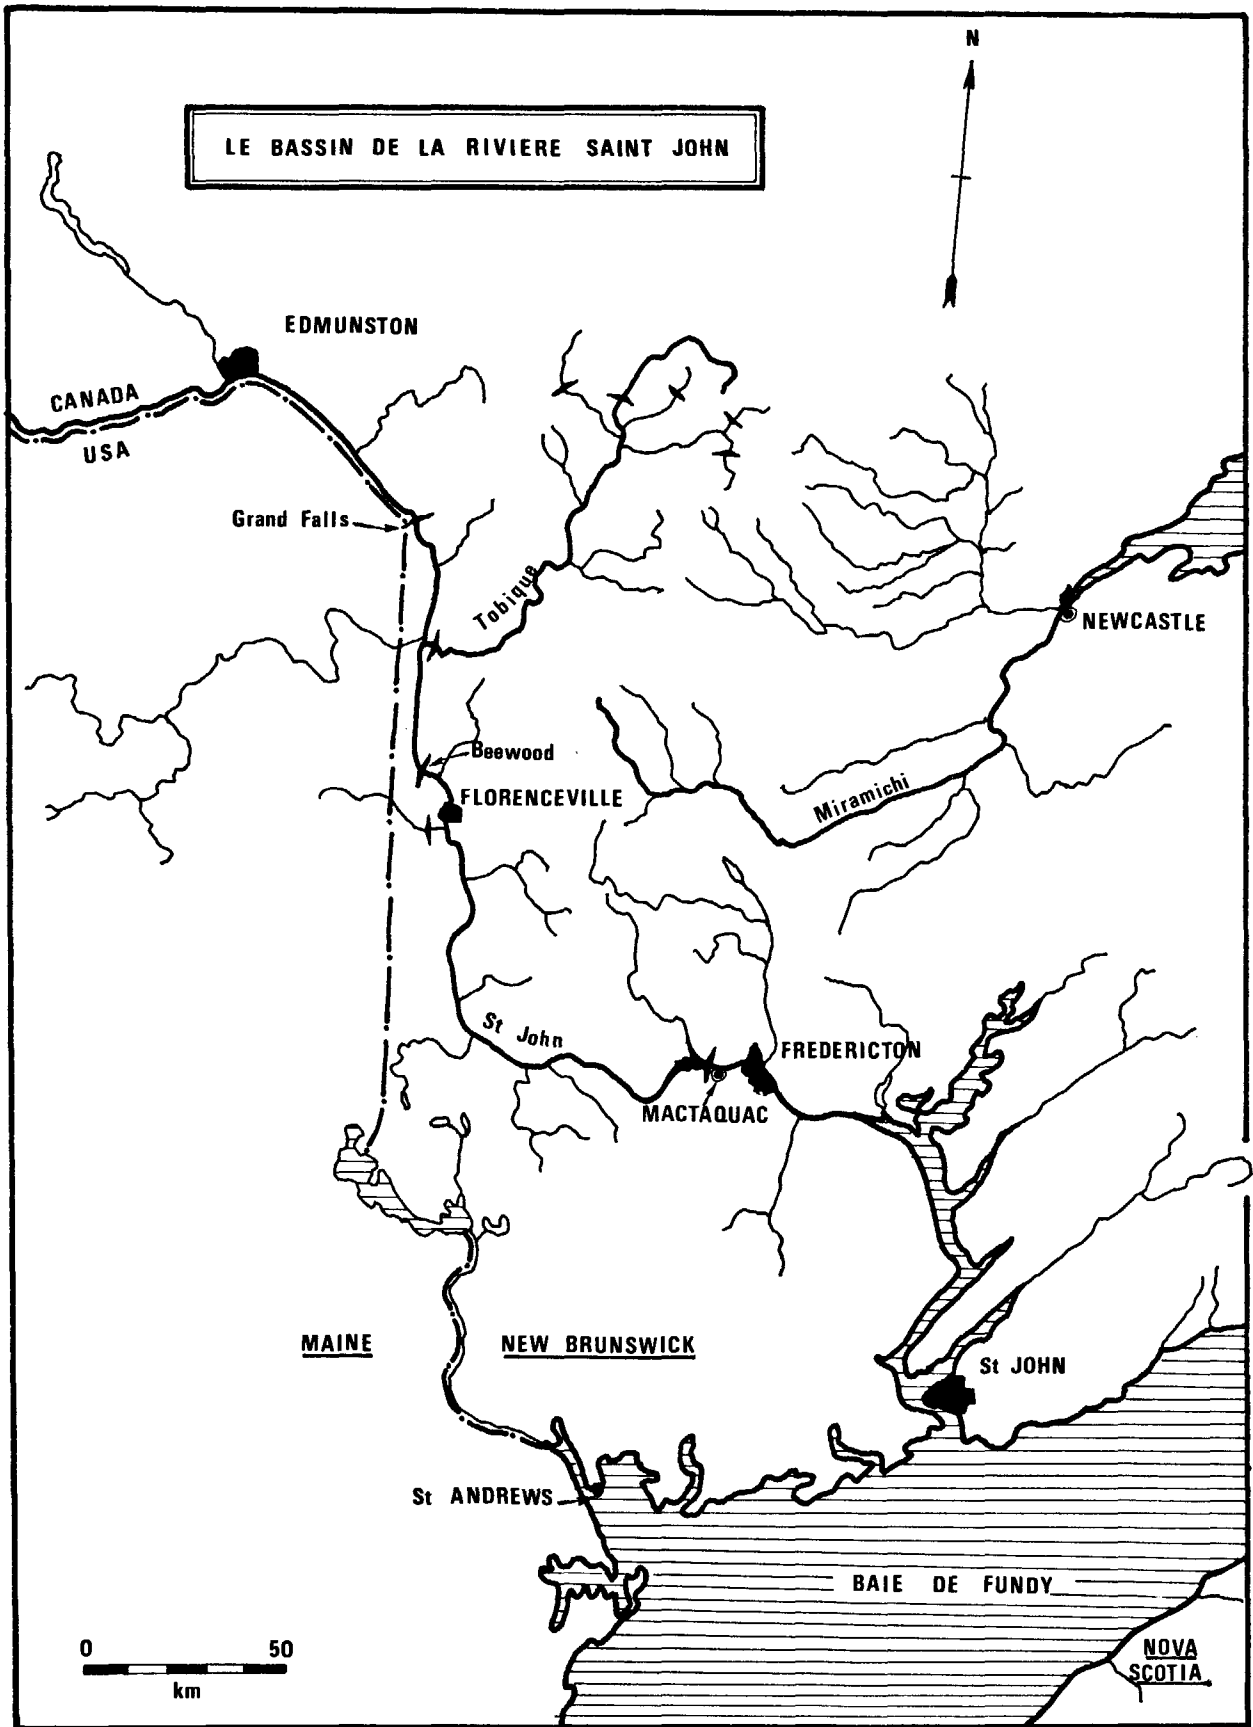 N
LE BASSIN DE LA RIVIERE SAINT JOHN
EDMUNSTON
CANADA
USA
Grand Falls
Tobique
NEWCASTLE
Beewood
FLORENCEVILLE
Miramichi
St John
FREDERICTON
MACTAQUAC
MAINE
NEW BRUNSWICK
St JOHN
St ANDREWS
BAIE DE FUNDY
0 50
km
NOVA
SCOTIA